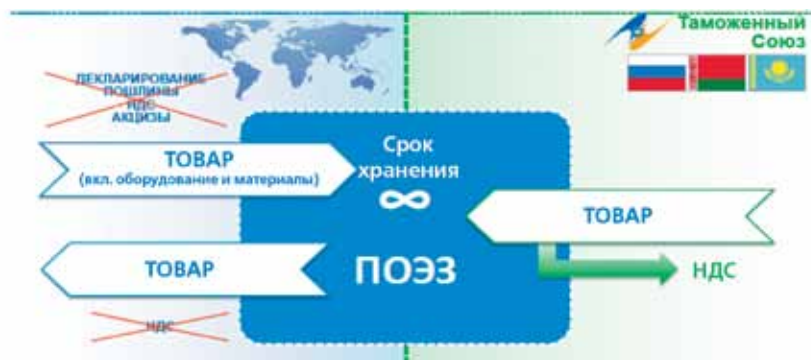 Таможенный
Союз
ДЕКЛАРИРОВАНИЕ
ПОШЛИНЫ
НДС
АКЦИЗЫ
ТОВАР
(вкл. оборудование и материалы)
Срок
хранения
∞
ТОВАР
ТОВАР
ПОЭЗ
НДС
НДС